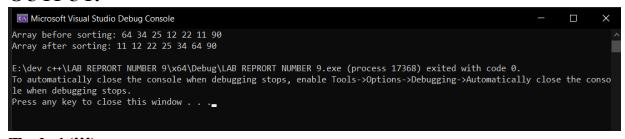 Microsoft Visual Studio Debug Console
Array before sorting: 64 34 25 12 22 11 90
Array after sorting: 11 12 22 25 34 64 90
E:\dev c++\LAB REPRORT NUMBER 9\x64\Debug\LAB REPRORT NUMBER 9.exe (process 17368) exited with code 0.
To automatically close the console when debugging stops, enable Tools->Options->Debugging->Automatically close the conso
le when debugging stops.
Press any key to close this window . . .